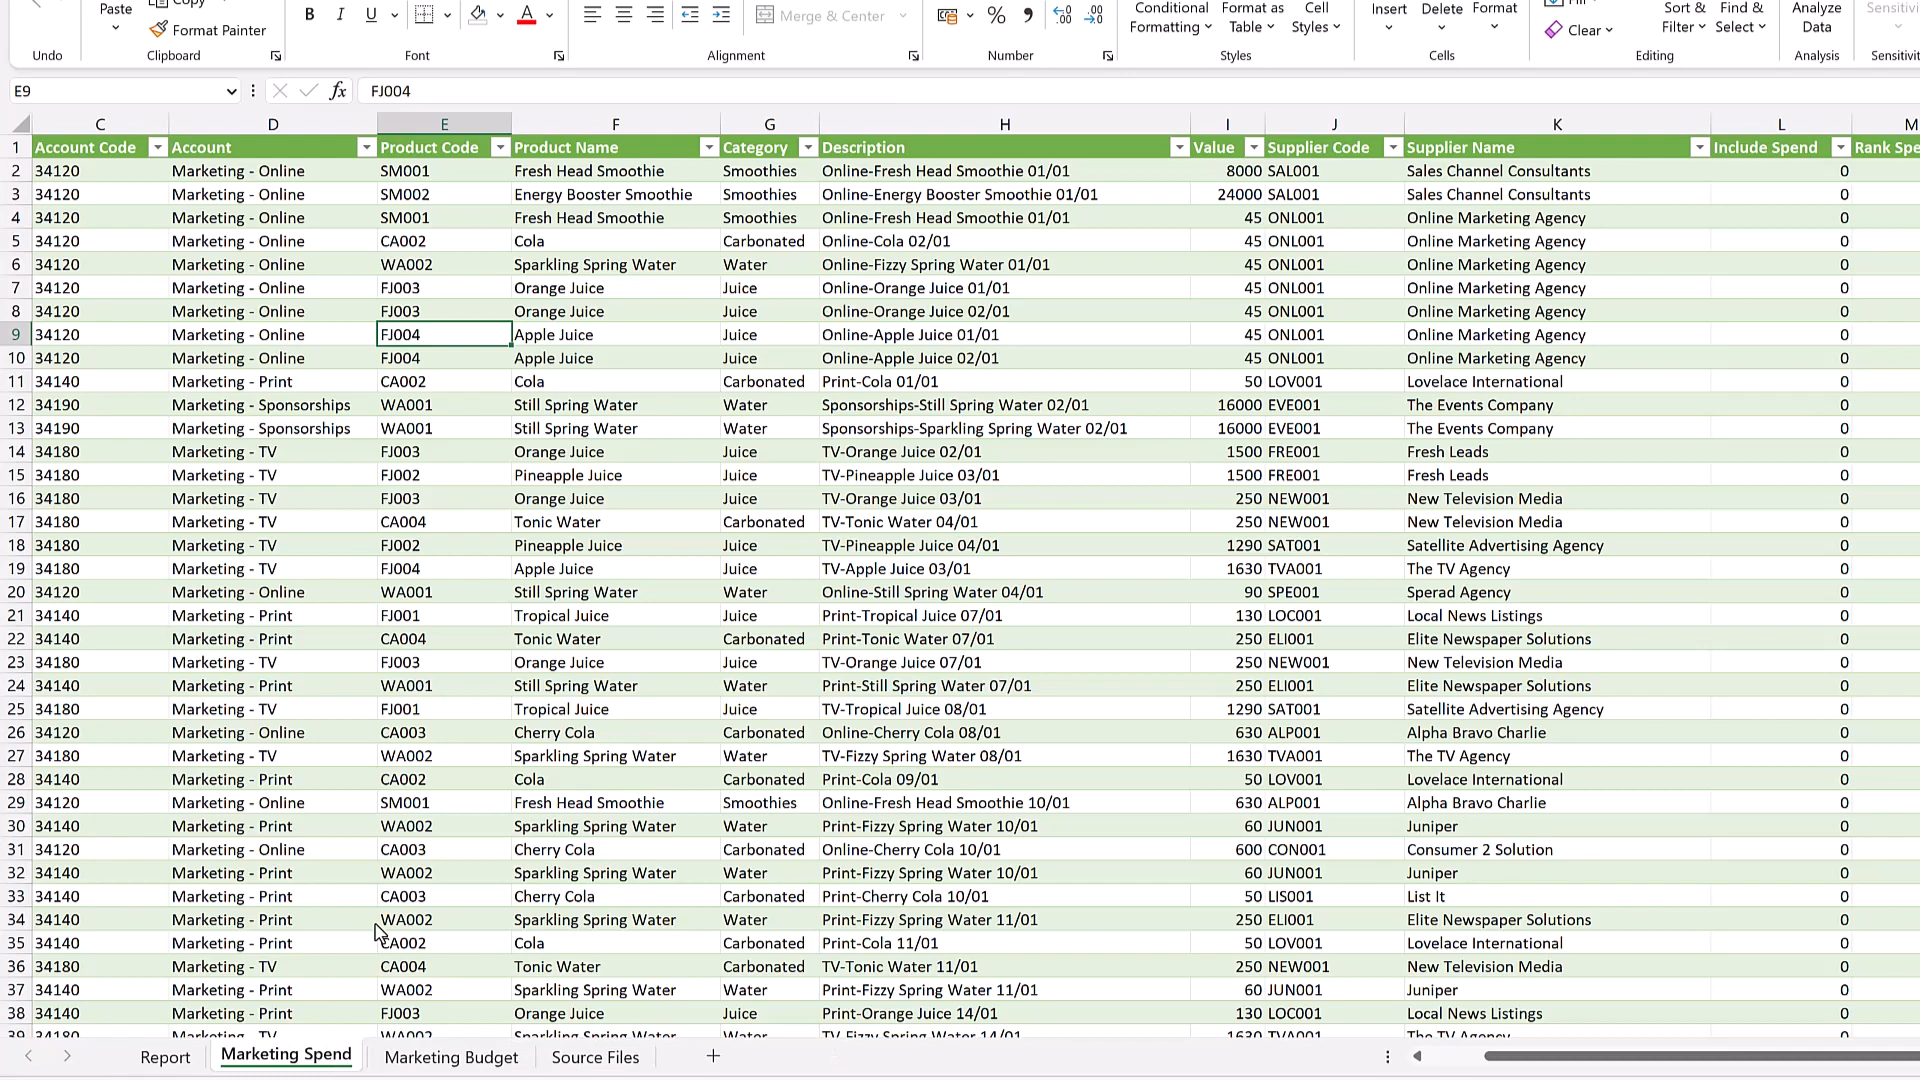 Copy
Paste
Format Painter
B I U
A
Merge & Center
%
Conditional Formatting
Format as Table
Cell Styles
Insert
Delete
Format
Fill
Clear
Sort & Filter
Find & Select
Analyze Data
Sensitivi
Undo
Clipboard
Font
Alignment
Number
Styles
Cells
Editing
Analysis
Sensitivi
E9 fx FJ004
C D E F G H I J K L M
1 Account Code Account Product Code Product Name Category Description Value Supplier Code Supplier Name Include Spend Rank Spe
2 34120 Marketing - Online SM001 Fresh Head Smoothie Smoothies Online-Fresh Head Smoothie 01/01 8000 SAL001 Sales Channel Consultants 0
3 34120 Marketing - Online SM002 Energy Booster Smoothie Smoothies Online-Energy Booster Smoothie 01/01 24000 SAL001 Sales Channel Consultants 0
4 34120 Marketing - Online SM001 Fresh Head Smoothie Smoothies Online-Fresh Head Smoothie 01/01 45 ONL001 Online Marketing Agency 0
5 34120 Marketing - Online CA002 Cola Carbonated Online-Cola 02/01 45 ONL001 Online Marketing Agency 0
6 34120 Marketing - Online WA002 Sparkling Spring Water Water Online-Fizzy Spring Water 01/01 45 ONL001 Online Marketing Agency 0
7 34120 Marketing - Online FJ003 Orange Juice Juice Online-Orange Juice 01/01 45 ONL001 Online Marketing Agency 0
8 34120 Marketing - Online FJ003 Orange Juice Juice Online-Orange Juice 02/01 45 ONL001 Online Marketing Agency 0
9 34120 Marketing - Online FJ004 Apple Juice Juice Online-Apple Juice 01/01 45 ONL001 Online Marketing Agency 0
10 34120 Marketing - Online FJ004 Apple Juice Juice Online-Apple Juice 02/01 45 ONL001 Online Marketing Agency 0
11 34140 Marketing - Print CA002 Cola Carbonated Print-Cola 01/01 50 LOV001 Lovelace International 0
12 34190 Marketing - Sponsorships WA001 Still Spring Water Water Sponsorships-Still Spring Water 02/01 16000 EVE001 The Events Company 0
13 34190 Marketing - Sponsorships WA001 Still Spring Water Water Sponsorships-Sparkling Spring Water 02/01 16000 EVE001 The Events Company 0
14 34180 Marketing - TV FJ003 Orange Juice Juice TV-Orange Juice 02/01 1500 FRE001 Fresh Leads 0
15 34180 Marketing - TV FJ002 Pineapple Juice Juice TV-Pineapple Juice 03/01 1500 FRE001 Fresh Leads 0
16 34180 Marketing - TV FJ003 Orange Juice Juice TV-Orange Juice 03/01 250 NEW001 New Television Media 0
17 34180 Marketing - TV CA004 Tonic Water Carbonated TV-Tonic Water 04/01 250 NEW001 New Television Media 0
18 34180 Marketing - TV FJ002 Pineapple Juice Juice TV-Pineapple Juice 04/01 1290 SAT001 Satellite Advertising Agency 0
19 34180 Marketing - TV FJ004 Apple Juice Juice TV-Apple Juice 03/01 1630 TVA001 The TV Agency 0
20 34120 Marketing - Online WA001 Still Spring Water Water Online-Still Spring Water 04/01 90 SPE001 Sperad Agency 0
21 34140 Marketing - Print FJ001 Tropical Juice Juice Print-Tropical Juice 07/01 130 LOC001 Local News Listings 0
22 34140 Marketing - Print CA004 Tonic Water Carbonated Print-Tonic Water 07/01 250 ELI001 Elite Newspaper Solutions 0
23 34180 Marketing - TV FJ003 Orange Juice Juice TV-Orange Juice 07/01 250 NEW001 New Television Media 0
24 34140 Marketing - Print WA001 Still Spring Water Water Print-Still Spring Water 07/01 250 ELI001 Elite Newspaper Solutions 0
25 34180 Marketing - TV FJ001 Tropical Juice Juice TV-Tropical Juice 08/01 1290 SAT001 Satellite Advertising Agency 0
26 34120 Marketing - Online CA003 Cherry Cola Carbonated Online-Cherry Cola 08/01 630 ALP001 Alpha Bravo Charlie 0
27 34180 Marketing - TV WA002 Sparkling Spring Water Water TV-Fizzy Spring Water 08/01 1630 TVA001 The TV Agency 0
28 34140 Marketing - Print CA002 Cola Carbonated Print-Cola 09/01 50 LOV001 Lovelace International 0
29 34120 Marketing - Online SM001 Fresh Head Smoothie Smoothies Online-Fresh Head Smoothie 10/01 630 ALP001 Alpha Bravo Charlie 0
30 34140 Marketing - Print WA002 Sparkling Spring Water Water Print-Fizzy Spring Water 10/01 60 JUN001 Juniper 0
31 34120 Marketing - Online CA003 Cherry Cola Carbonated Online-Cherry Cola 10/01 600 CON001 Consumer 2 Solution 0
32 34140 Marketing - Print WA002 Sparkling Spring Water Water Print-Fizzy Spring Water 10/01 60 JUN001 Juniper 0
33 34140 Marketing - Print CA003 Cherry Cola Carbonated Print-Cherry Cola 10/01 50 LIS001 List It 0
34 34140 Marketing - Print WA002 Sparkling Spring Water Water Print-Fizzy Spring Water 11/01 250 ELI001 Elite Newspaper Solutions 0
35 34140 Marketing - Print CA002 Cola Carbonated Print-Cola 11/01 50 LOV001 Lovelace International 0
36 34180 Marketing - TV CA004 Tonic Water Carbonated TV-Tonic Water 11/01 250 NEW001 New Television Media 0
37 34140 Marketing - Print WA002 Sparkling Spring Water Water Print-Fizzy Spring Water 11/01 60 JUN001 Juniper 0
38 34140 Marketing - Print FJ003 Orange Juice Juice Print-Orange Juice 14/01 130 LOC001 Local News Listings 0
39 34180 Marketing - TV WA002 Sparkling Spring Water Water TV-Fizzy Spring Water 14/01 1630 TVA001 The TV Agency 0
Report Marketing Spend Marketing Budget Source Files